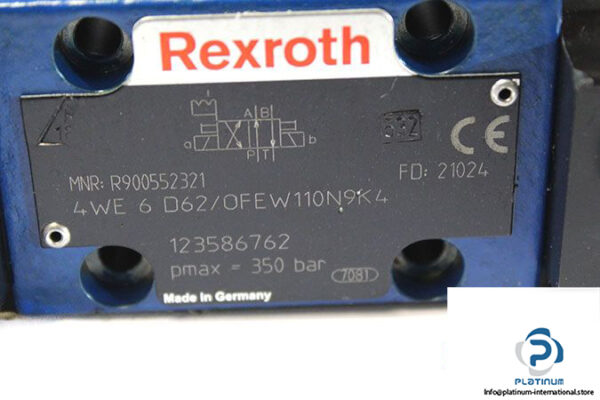 Rexroth
A B
a b
P T
CE
MNR: R900552321
FD: 21024
4WE 6 D62/OFEW110N9K4
123586762
pmax = 350 bar
7081
Made in Germany
PLATINUM
Info@platinum-international.store